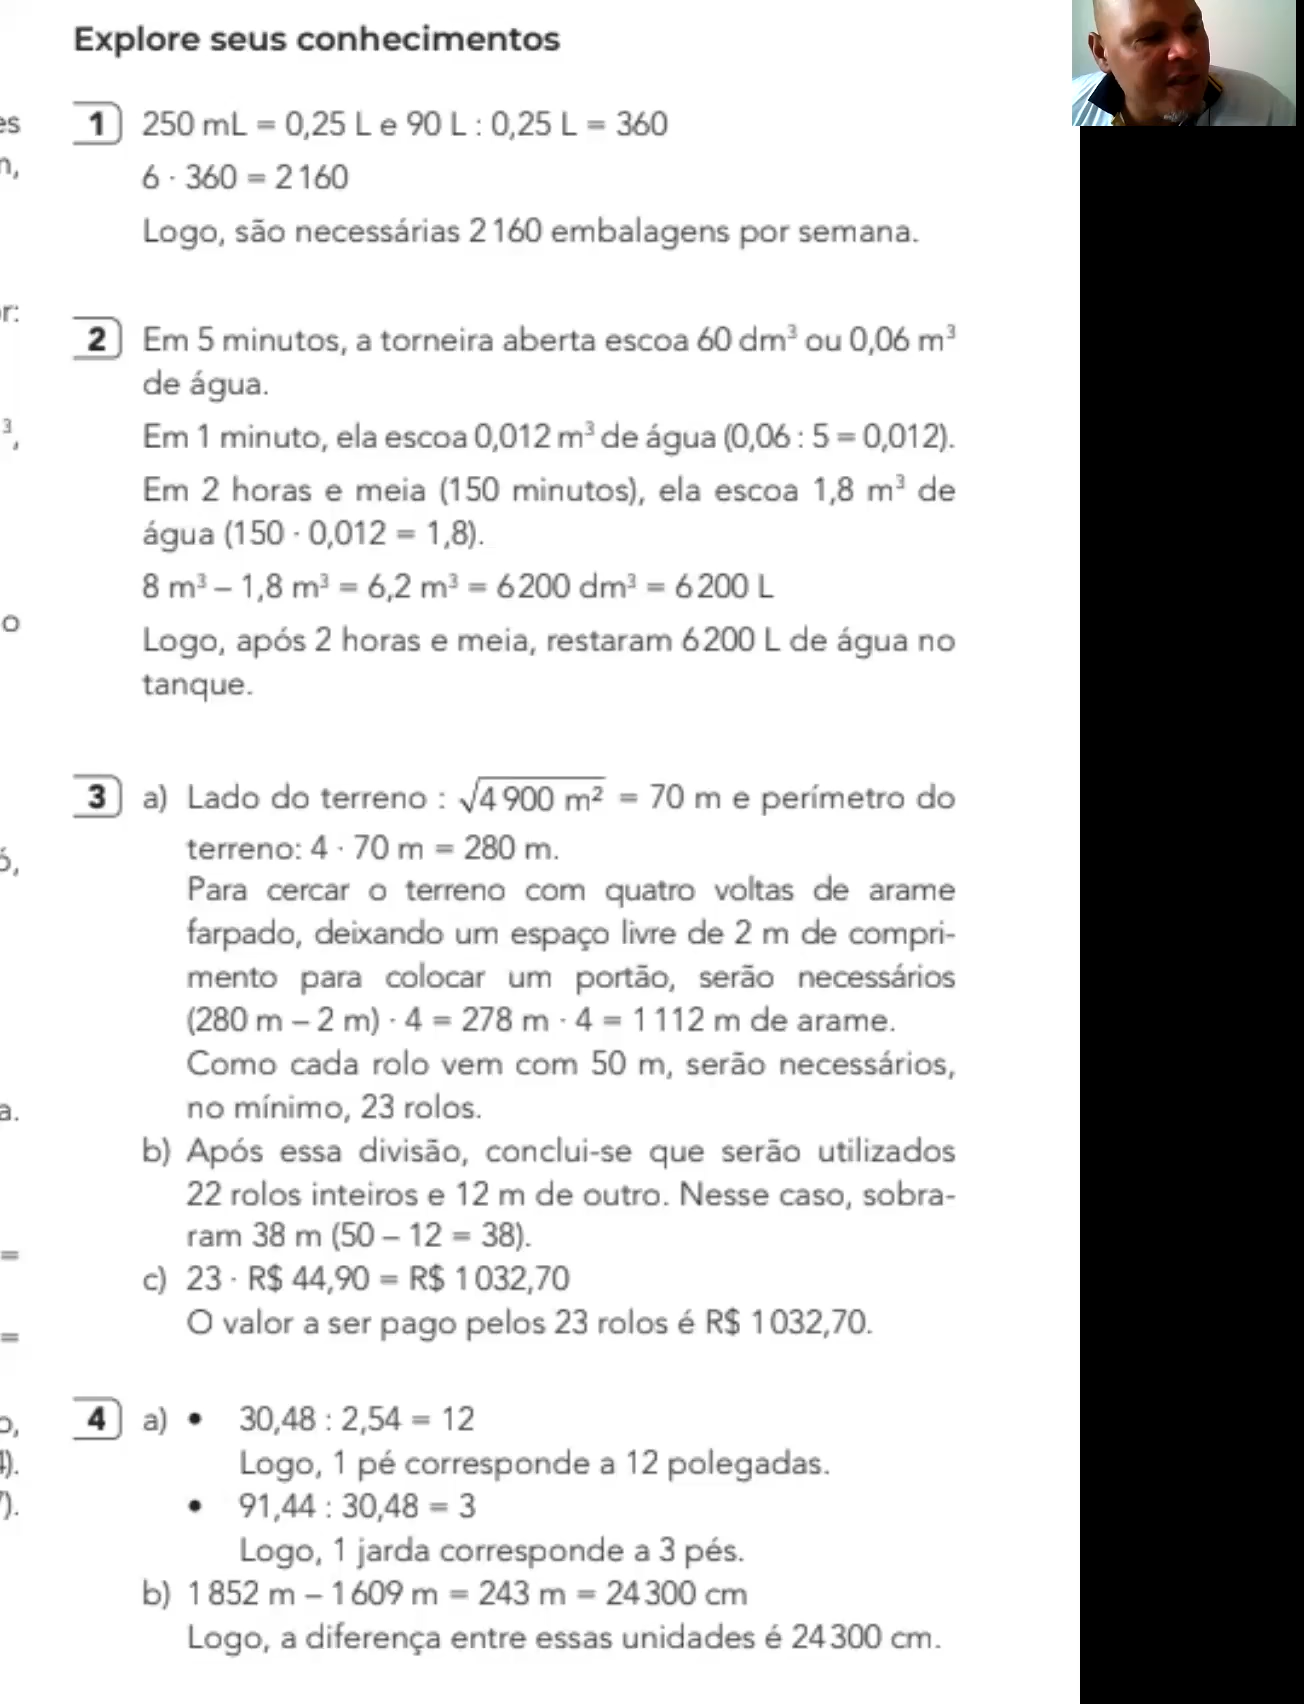 Explore seus conhecimentos
es
n,
1 250 mL = 0,25 L e 90 L : 0,25 L = 360
6 · 360 = 2 160
Logo, são necessárias 2 160 embalagens por semana.
r:
3,
o
2 Em 5 minutos, a torneira aberta escoa 60 dm³ ou 0,06 m³
de água.
Em 1 minuto, ela escoa 0,012 m³ de água (0,06 : 5 = 0,012).
Em 2 horas e meia (150 minutos), ela escoa 1,8 m³ de
água (150 · 0,012 = 1,8).
8 m³ – 1,8 m³ = 6,2 m³ = 6 200 dm³ = 6 200 L
Logo, após 2 horas e meia, restaram 6 200 L de água no
tanque.
a.
=
=
3 a) Lado do terreno : √4 900 m² = 70 m e perímetro do
terreno: 4 · 70 m = 280 m.
Para cercar o terreno com quatro voltas de arame
farpado, deixando um espaço livre de 2 m de compri-
mento para colocar um portão, serão necessários
(280 m – 2 m) · 4 = 278 m · 4 = 1 112 m de arame.
Como cada rolo vem com 50 m, serão necessários,
no mínimo, 23 rolos.
b) Após essa divisão, conclui-se que serão utilizados
22 rolos inteiros e 12 m de outro. Nesse caso, sobra-
ram 38 m (50 – 12 = 38).
c) 23 · R$ 44,90 = R$ 1 032,70
O valor a ser pago pelos 23 rolos é R$ 1 032,70.
4 a) • 30,48 : 2,54 = 12
Logo, 1 pé corresponde a 12 polegadas.
• 91,44 : 30,48 = 3
Logo, 1 jarda corresponde a 3 pés.
b) 1 852 m – 1 609 m = 243 m = 24 300 cm
Logo, a diferença entre essas unidades é 24 300 cm.